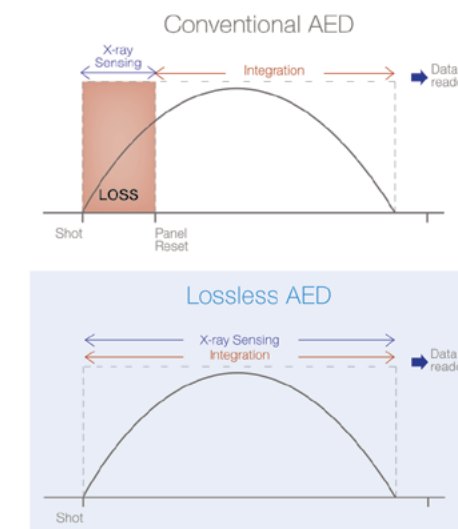 Conventional AED
X-ray
Sensing
Integration
Data
LOSS
Shot
Panel
Reset
Lossless AED
X-ray Sensing
Integration
Data
Shot